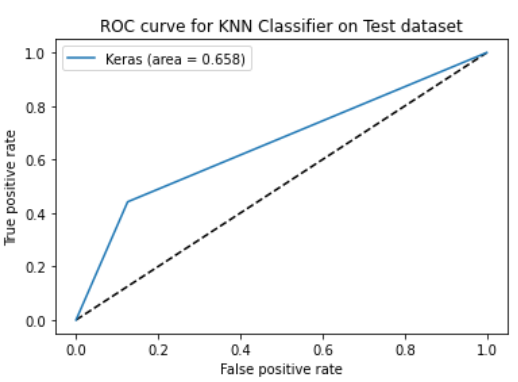 ROC curve for KNN Classifier on Test dataset
Keras (area = 0.658)
1.0
0.8
0.6
0.4
0.2
0.0
True positive rate
0.0 0.2 0.4 0.6 0.8 1.0
False positive rate